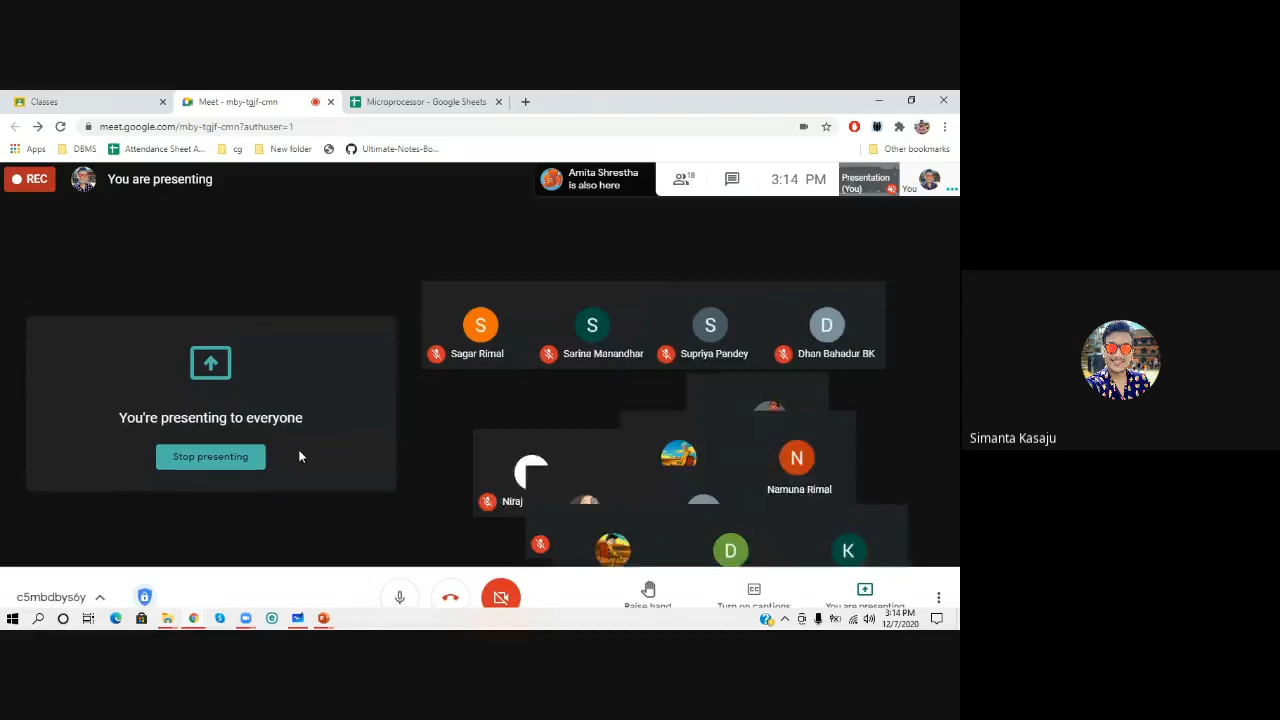 Classes
Meet - mby-tgjf-cmn
Microprocessor - Google Sheets
meet.google.com/mby-tgjf-cmn?authuser=1
Apps
DBMS
Attendance Sheet A...
cg
New folder
Ultimate-Notes-Bo...
Other bookmarks
REC
You are presenting
Amita Shrestha
is also here
18
3:14 PM
Presentation
(You)
You
S
S
S
D
Sagar Rimal
Sarina Manandhar
Supriya Pandey
Dhan Bahadur BK
You're presenting to everyone
Stop presenting
N
Niraj
Namuna Rimal
D
K
Simanta Kasaju
c5mbdbys6y
Raise hand
CC
Turn on captions
You are presenting
3:14 PM
12/7/2020